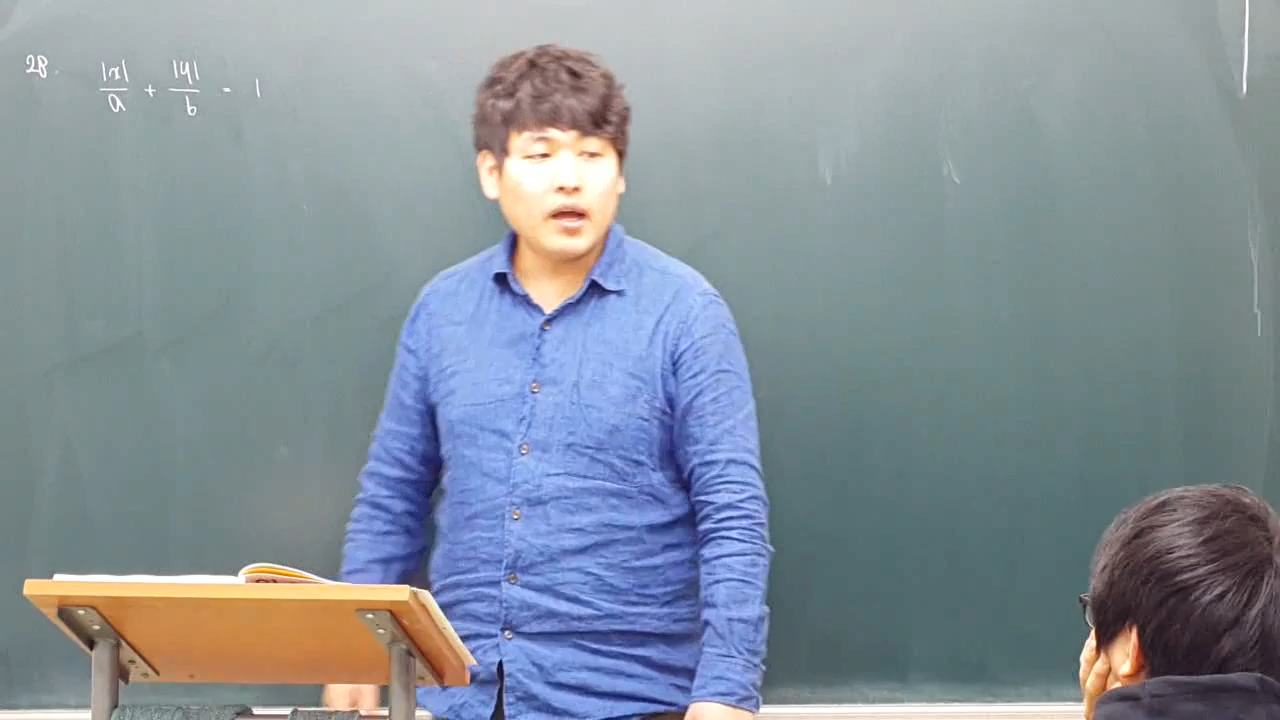 28. |x|/a + |y|/b = 1